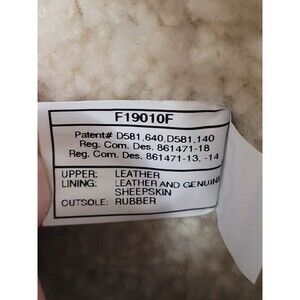 F19010F
Patent# D581,640,D581,140
Reg. Com. Des. 861471-18
Reg. Com. Des. 861471-13, -14
UPPER: LEATHER
LINING: LEATHER AND GENUINE
SHEEPSKIN
OUTSOLE: RUBBER